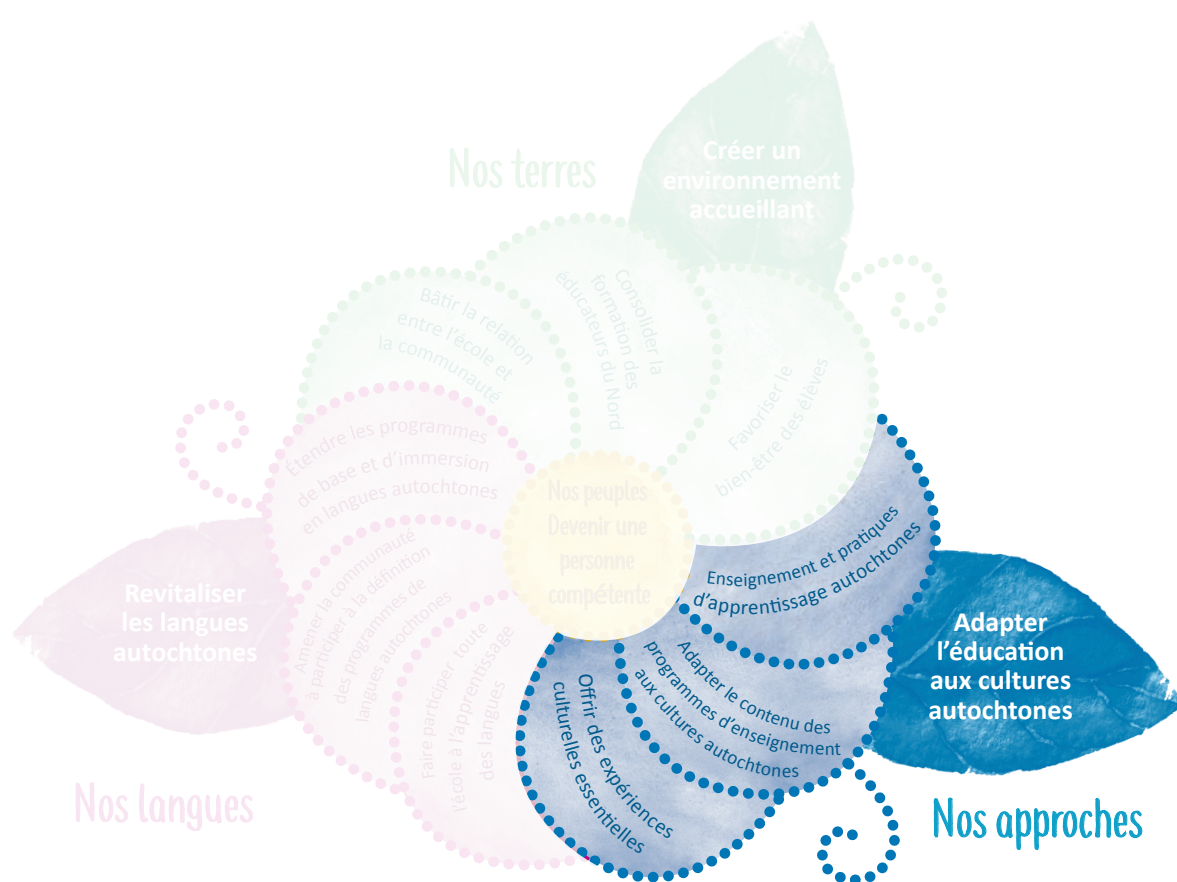 Nos terres
Créer un
environnement
accueillant
Bâtir la relation
entre l'école et
la communauté
Consolider la
formation des
éducateurs du Nord
Favoriser le
bien-être des élèves
Étendre les programmes
de base et d'immersion
en langues autochtones
Nos peuples
Devenir une
personne
compétente
Enseignement et pratiques
d'apprentissage autochtones
Revitaliser
les langues
autochtones
Amener la communauté
à participer à la définition
des programmes de
langues autochtones
Faire participer toute
l'école à l'apprentissage
des langues
Offrir des expériences
culturelles essentielles
Adapter le contenu des
programmes d'enseignement
aux cultures autochtones
Adapter
l'éducation
aux cultures
autochtones
Nos langues
Nos approches